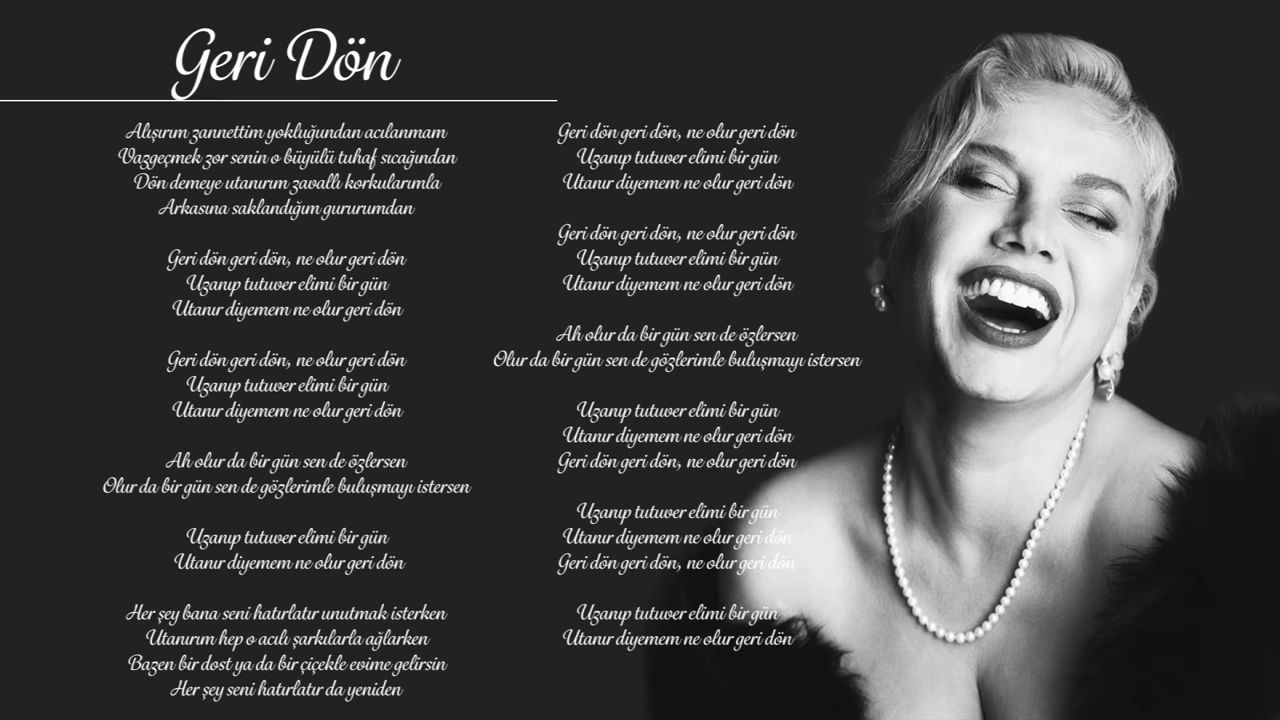 Geri Dön
Alışırım zannettim yokluğundan acılanmam
Vazgeçmek zor senin o büyülü tuhaf sıcağından
Dön demeye utanırım zavallı korkularımla
Arkasına saklandığım gururumdan
Geri dön geri dön, ne olur geri dön
Uzanıp tutuver elimi bir gün
Utanır diyemem ne olur geri dön
Geri dön geri dön, ne olur geri dön
Uzanıp tutuver elimi bir gün
Utanır diyemem ne olur geri dön
Ah olur da bir gün sen de özlersen
Olur da bir gün sen de gözlerimle buluşmayı istersen
Uzanıp tutuver elimi bir gün
Utanır diyemem ne olur geri dön
Her şey bana seni hatırlatır unutmak isterken
Utanırım hep o acılı şarkılarla ağlarken
Bazen bir dost ya da bir çiçekle evime gelirsin
Her şey seni hatırlatır da yeniden
Geri dön geri dön, ne olur geri dön
Uzanıp tutuver elimi bir gün
Utanır diyemem ne olur geri dön
Geri dön geri dön, ne olur geri dön
Uzanıp tutuver elimi bir gün
Utanır diyemem ne olur geri dön
Ah olur da bir gün sen de özlersen
Olur da bir gün sen de gözlerimle buluşmayı istersen
Uzanıp tutuver elimi bir gün
Utanır diyemem ne olur geri dön
Geri dön geri dön, ne olur geri dön
Uzanıp tutuver elimi bir gün
Utanır diyemem ne olur geri dön
Geri dön geri dön, ne olur geri dön
Uzanıp tutuver elimi bir gün
Utanır diyemem ne olur geri dön